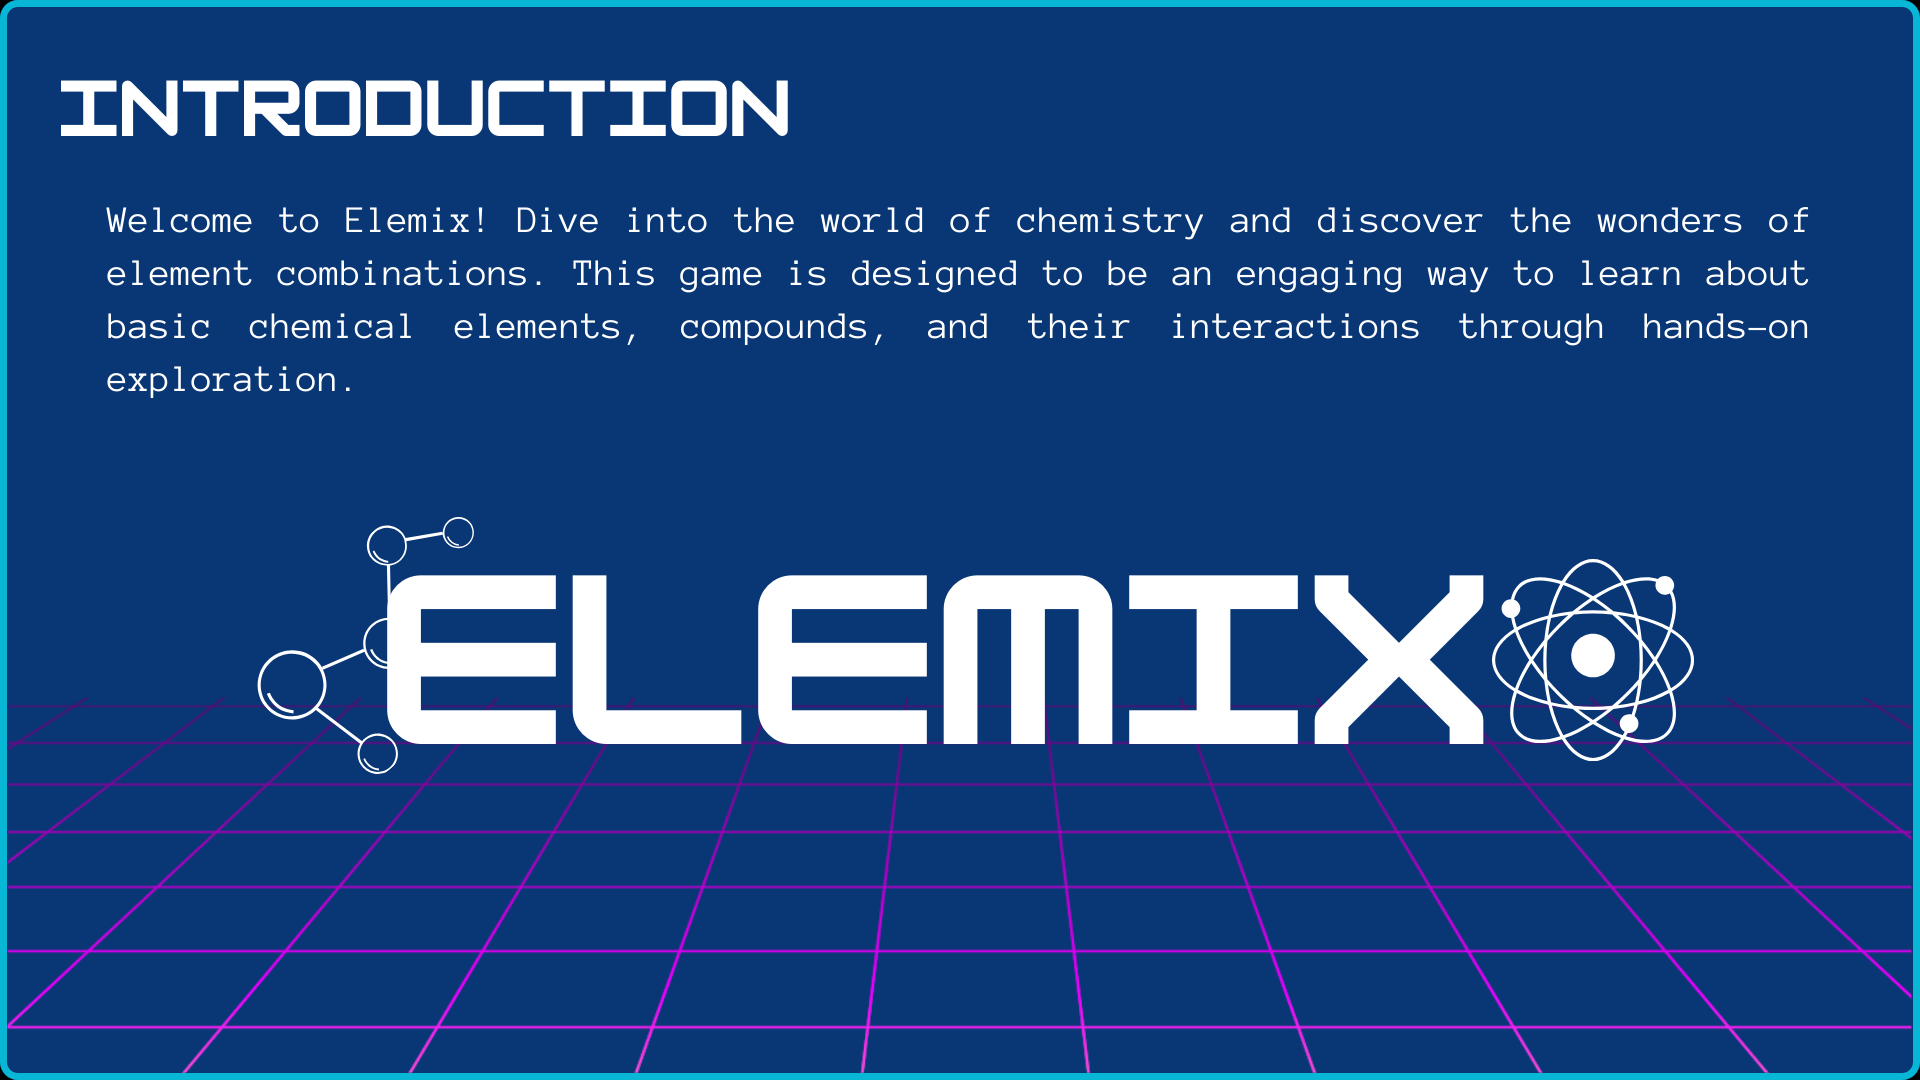 INTRODUCTION
Welcome to Elemix! Dive into the world of chemistry and discover the wonders of
element combinations. This game is designed to be an engaging way to learn about
basic chemical elements, compounds, and their interactions through hands-on
exploration.
ELEMIX